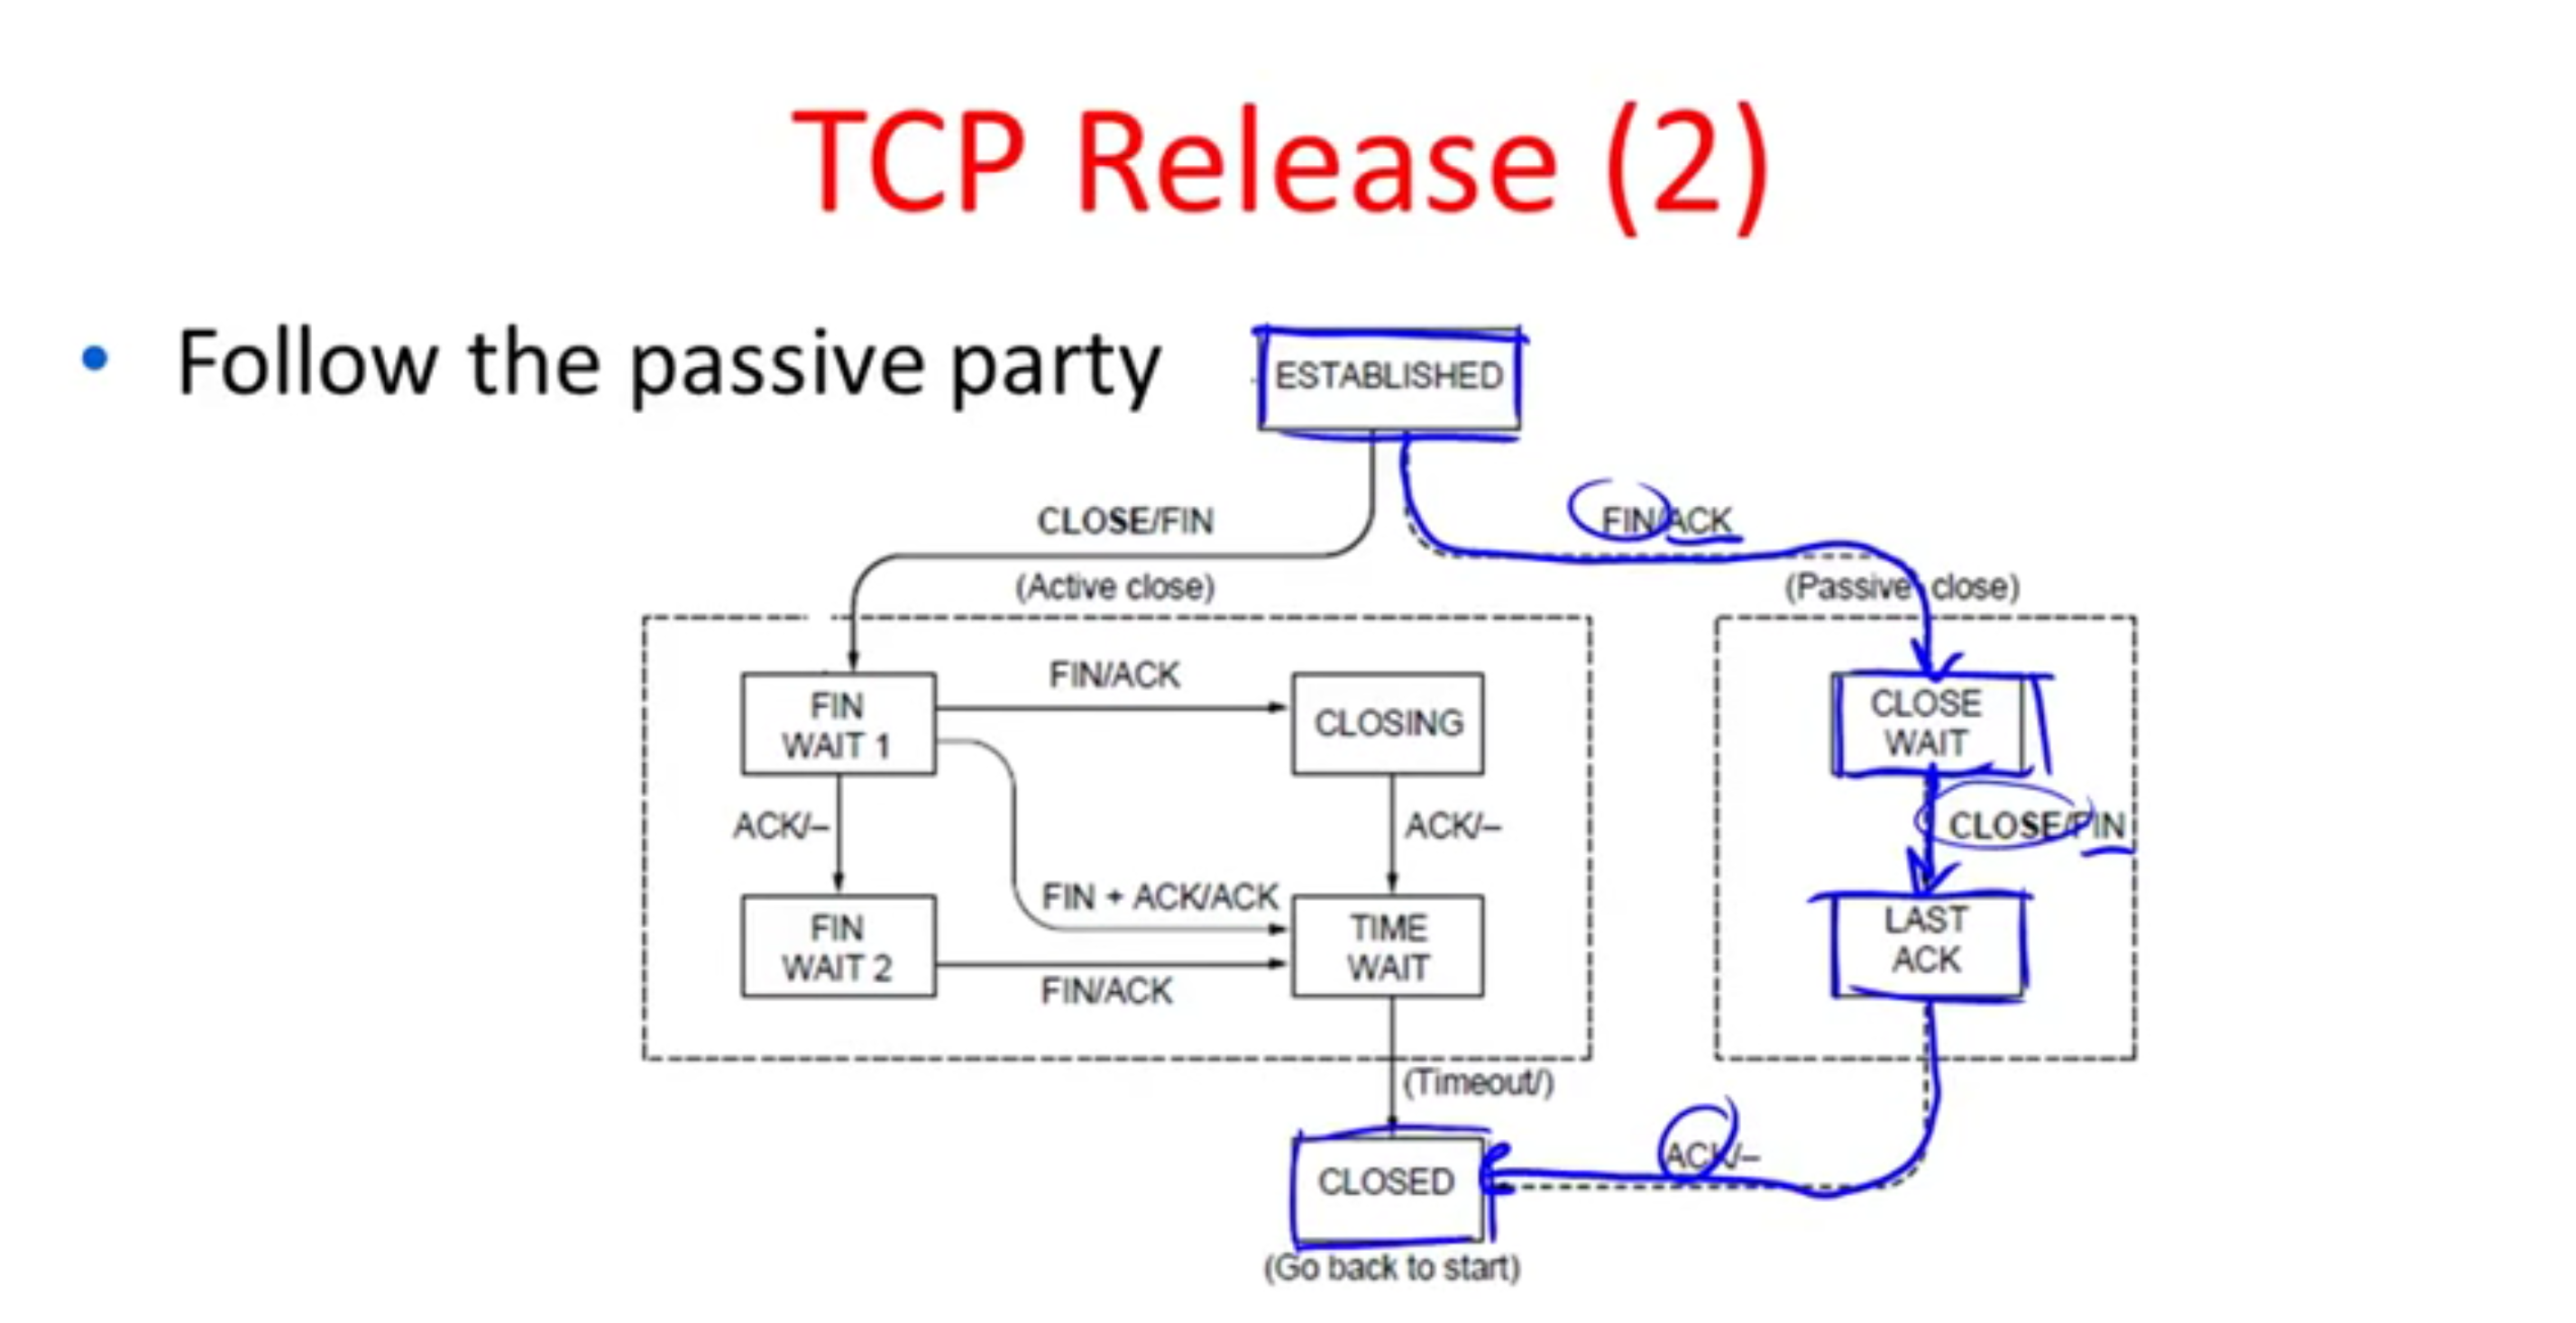 TCP Release (2)
• Follow the passive party
ESTABLISHED
CLOSE/FIN
FIN/ACK
(Active close)
(Passive close)
FIN
WAIT 1
FIN/ACK
CLOSING
CLOSE
WAIT
ACK/–
ACK/–
CLOSE/FIN
FIN
WAIT 2
FIN + ACK/ACK
FIN/ACK
TIME
WAIT
LAST
ACK
(Timeout/)
ACK/–
CLOSED
(Go back to start)